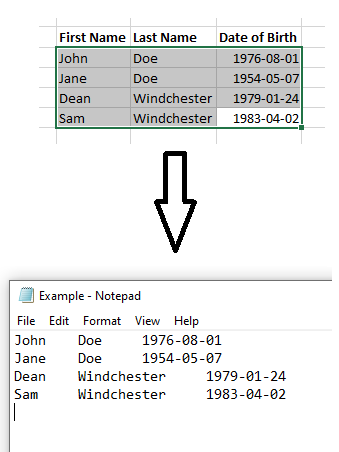 First Name Last Name Date of Birth
John Doe 1976-08-01
Jane Doe 1954-05-07
Dean Windchester 1979-01-24
Sam Windchester 1983-04-02
Example - Notepad
File Edit Format View Help
John Doe 1976-08-01
Jane Doe 1954-05-07
Dean Windchester 1979-01-24
Sam Windchester 1983-04-02